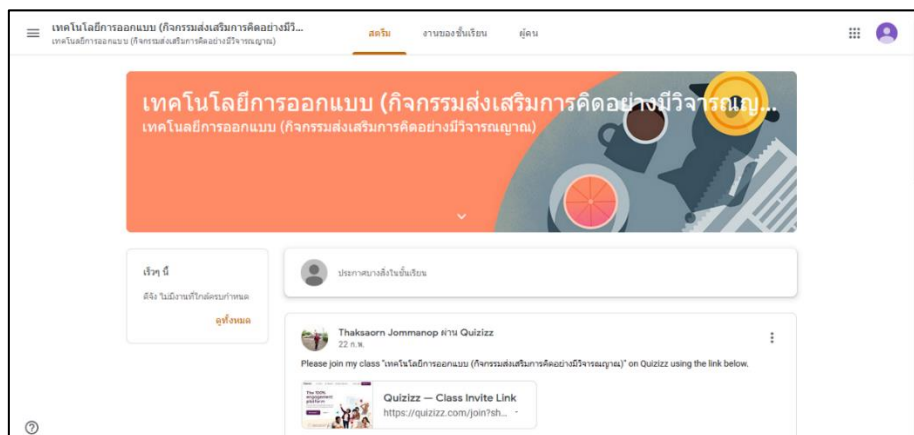 เทคโนโลยีการออกแบบ (กิจกรรมส่งเสริมการคิดอย่างมีวิ...
เทคโนโลยีการออกแบบ (กิจกรรมส่งเสริมการคิดอย่างมีวิจารณญาณ)
สตรีม
งานของชั้นเรียน
ผู้คน
เทคโนโลยีการออกแบบ (กิจกรรมส่งเสริมการคิดอย่างมีวิจารณญ...
เทคโนโลยีการออกแบบ (กิจกรรมส่งเสริมการคิดอย่างมีวิจารณญาณ)
เร็วๆ นี้
ดีจัง ไม่มีงานที่ใกล้ครบกำหนด
ดูทั้งหมด
ประกาศบางสิ่งในชั้นเรียน
Thaksaorn Jommanop ผ่าน Quizizz
22 ก.พ.
Please join my class "เทคโนโลยีการออกแบบ (กิจกรรมส่งเสริมการคิดอย่างมีวิจารณญาณ)" on Quizizz using the link below.
The 100%
engagement
platform
Quizizz — Class Invite Link
https://quizizz.com/join?sh...